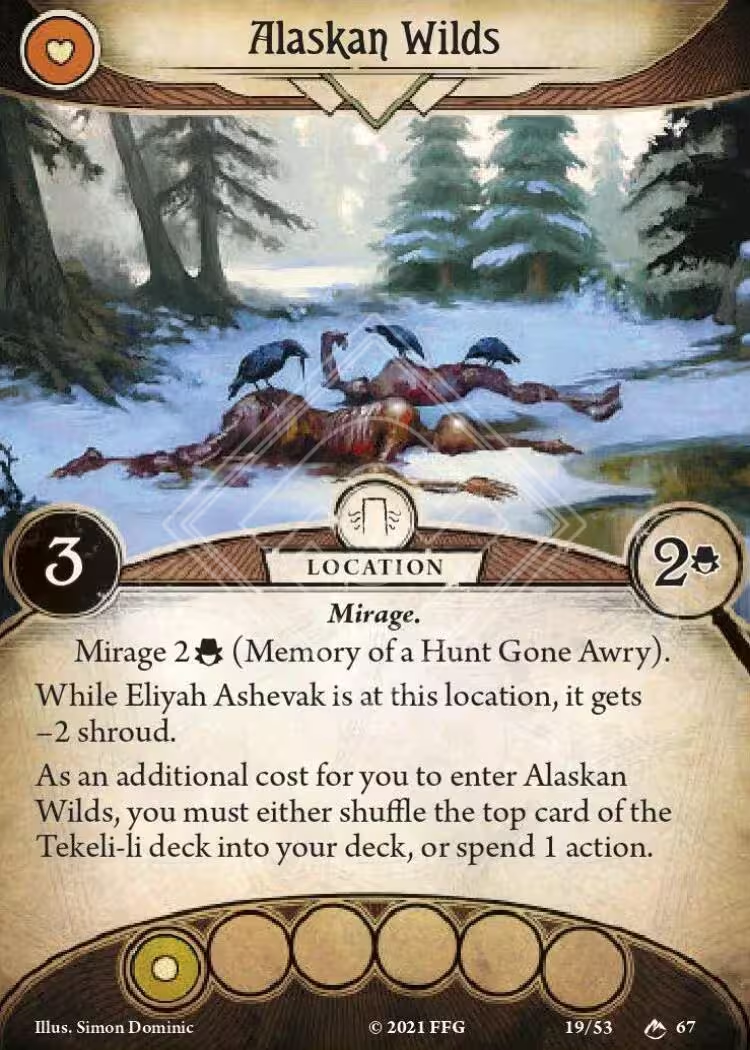 Alaskan Wilds
3
LOCATION
2
Mirage.
Mirage 2 (Memory of a Hunt Gone Awry).
While Eliyah Ashevak is at this location, it gets
–2 shroud.
As an additional cost for you to enter Alaskan
Wilds, you must either shuffle the top card of the
Tekeli-li deck into your deck, or spend 1 action.
Illus. Simon Dominic
© 2021 FFG
19/53
67